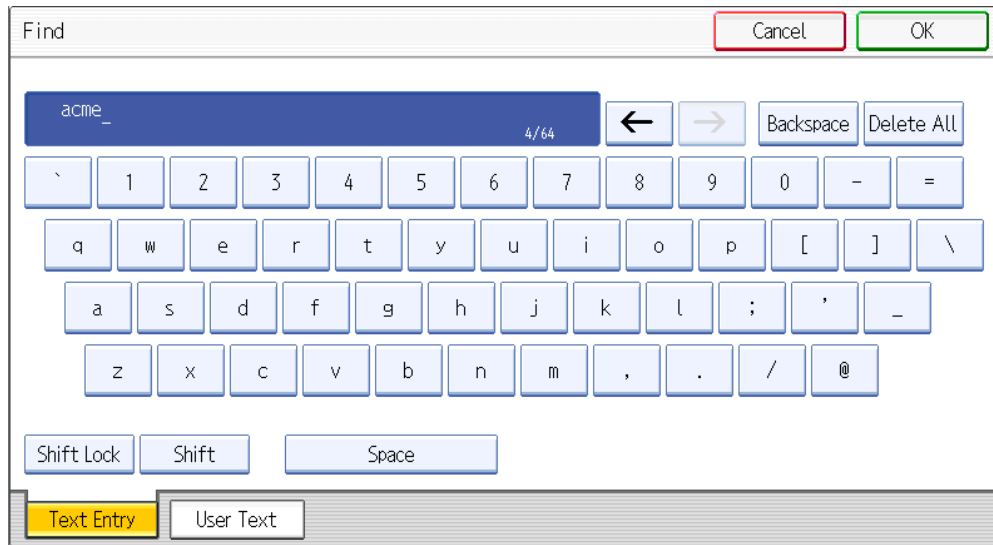 Find Cancel OK
acme_
4/64 ← → Backspace Delete All
` 1 2 3 4 5 6 7 8 9 0 - =
q w e r t y u i o p [ ] \
a s d f g h j k l ; ' _
z x c v b n m , . / @
Shift Lock Shift Space
Text Entry User Text